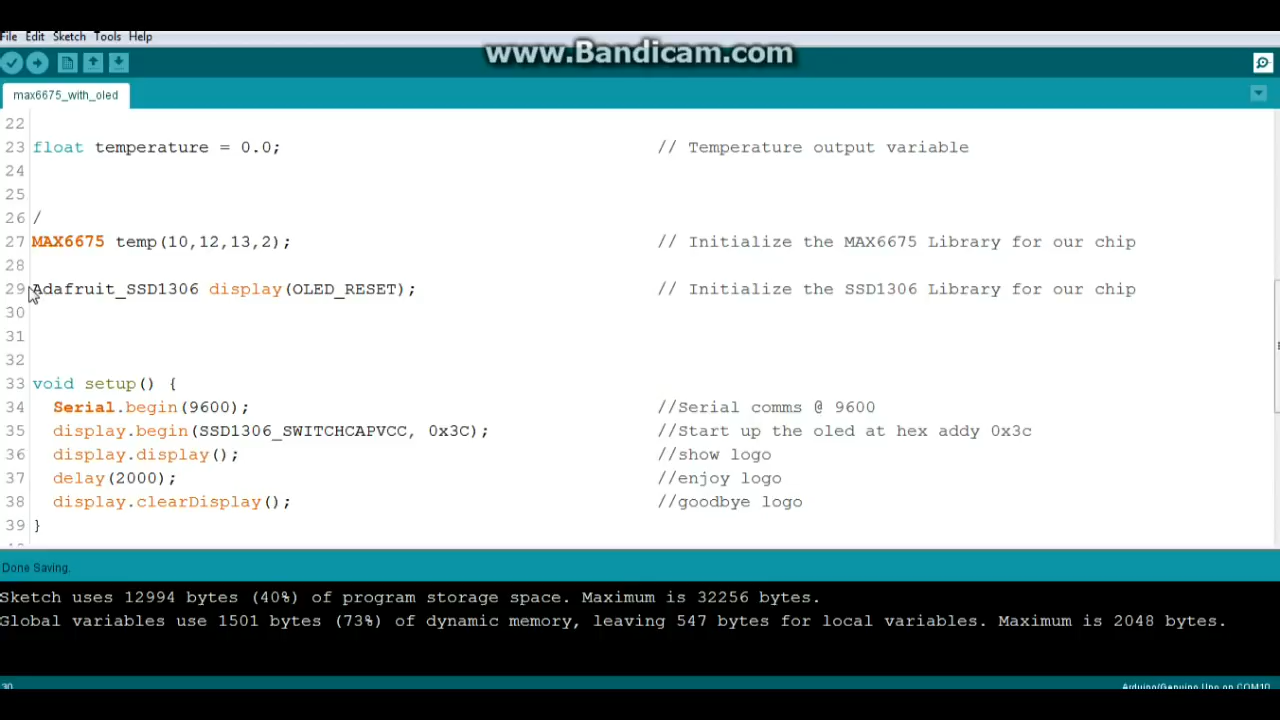 www.Bandicam.com
File Edit Sketch Tools Help
max6675_with_oled
22
23 float temperature = 0.0; // Temperature output variable
24
25
26 /
27 MAX6675 temp(10,12,13,2); // Initialize the MAX6675 Library for our chip
28
29 Adafruit_SSD1306 display(OLED_RESET); // Initialize the SSD1306 Library for our chip
30
31
32
33 void setup() {
34 Serial.begin(9600); //Serial comms @ 9600
35 display.begin(SSD1306_SWITCHCAPVCC, 0x3C); //Start up the oled at hex addy 0x3c
36 display.display(); //show logo
37 delay(2000); //enjoy logo
38 display.clearDisplay(); //goodbye logo
39 }
Done Saving.
Sketch uses 12994 bytes (40%) of program storage space. Maximum is 32256 bytes.
Global variables use 1501 bytes (73%) of dynamic memory, leaving 547 bytes for local variables. Maximum is 2048 bytes.
30 Arduino/Genuino Uno on COM10